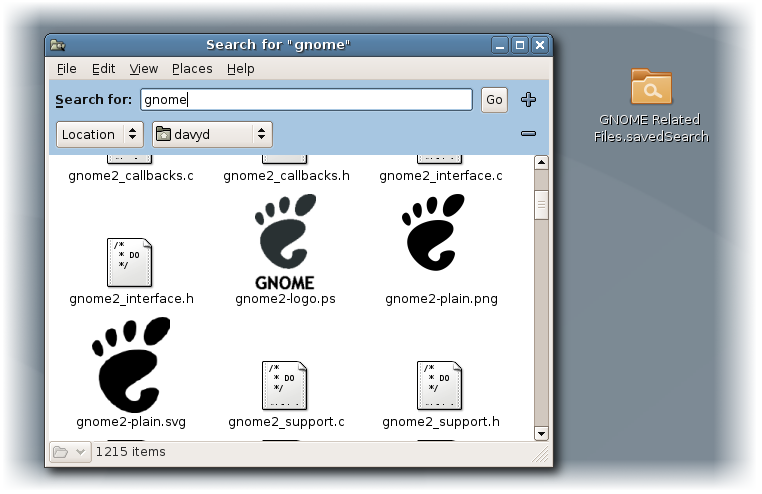 Search for "gnome"
File Edit View Places Help
Search for: gnome Go
Location davyd
gnome2_callbacks.c gnome2_callbacks.h gnome2_interface.c
/*
* DO
*/
GNOME
gnome2_interface.h gnome2-logo.ps gnome2-plain.png
/*
* DO
*/
/*
* DO
*/
gnome2-plain.svg gnome2_support.c gnome2_support.h
1215 items
GNOME Related
Files.savedSearch